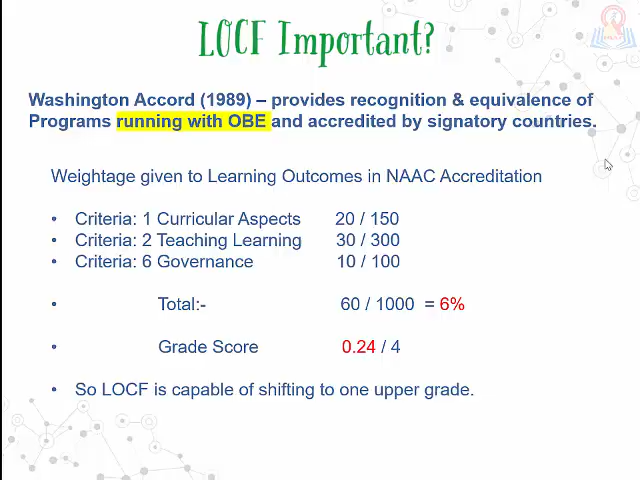 LOCF Important?
Washington Accord (1989) – provides recognition & equivalence of
Programs running with OBE and accredited by signatory countries.
Weightage given to Learning Outcomes in NAAC Accreditation
• Criteria: 1 Curricular Aspects 20 / 150
• Criteria: 2 Teaching Learning 30 / 300
• Criteria: 6 Governance 10 / 100
• Total:- 60 / 1000 = 6%
• Grade Score 0.24 / 4
• So LOCF is capable of shifting to one upper grade.